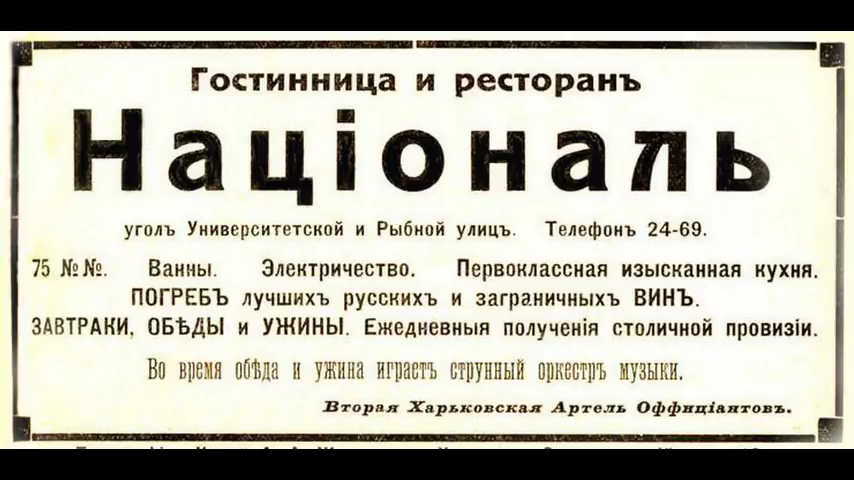 Гостинница и ресторанъ
Націоналъ
уголъ Университетской и Рыбной улицъ. Телефонъ 24-69.
75 №№. Ванны. Электричество. Первоклассная изысканная кухня.
ПОГРЕБЪ лучшихъ русскихъ и заграничныхъ ВИНЪ.
ЗАВТРАКИ, ОБѢДЫ и УЖИНЫ. Ежедневныя полученія столичной провизіи.
Во время обѣда и ужина играетъ струнный оркестръ музыки.
Вторая Харьковская Артель Оффиціантовъ.